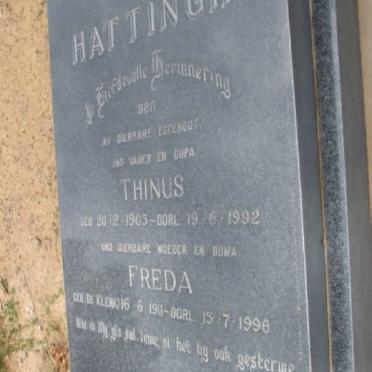 HATTINGH
In Liefdevolle Herinnering
aan
MY DIERBARE EGGENOOT
ONS VADER EN OUPA
THINUS
GEB 20-2-1905-OORL 19-6-1992
ONS DIERBARE MOEDER EN OUMA
FREDA
GEB (DE KLERK) 16-6-1911-OORL 15-7-1996
Wie in My glo sal lewe, al het hy ook gesterwe